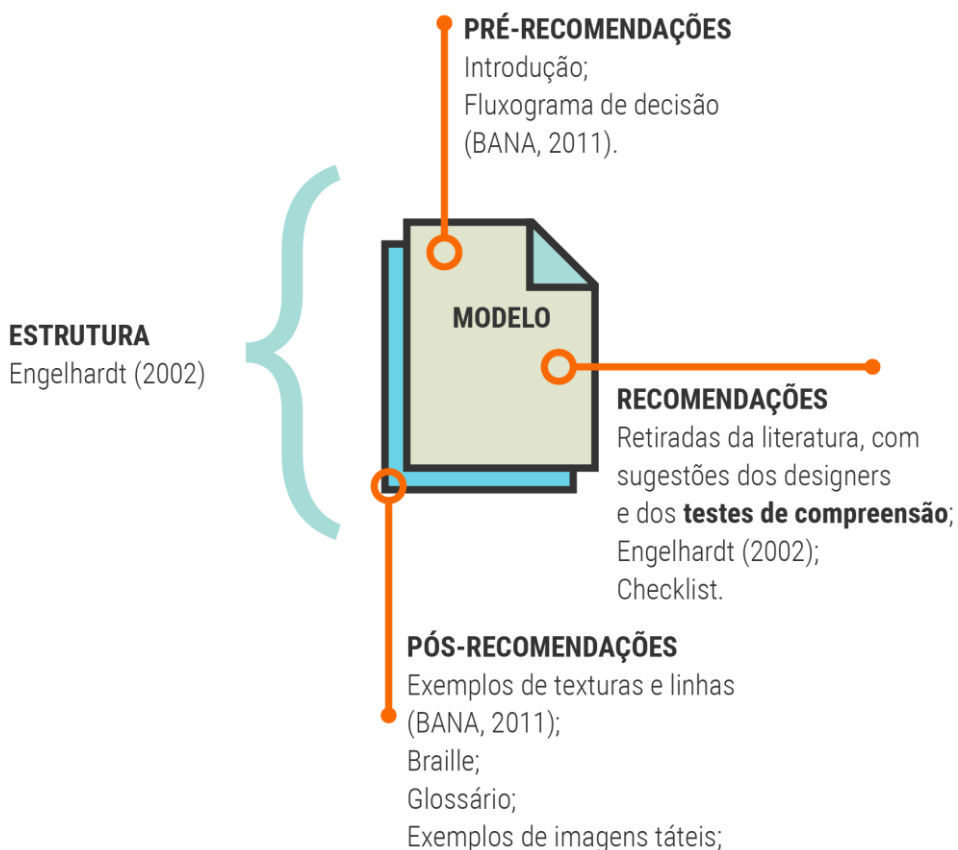 PRÉ-RECOMENDAÇÕES
Introdução;
Fluxograma de decisão
(BANA, 2011).
ESTRUTURA
Engelhardt (2002)
MODELO
RECOMENDAÇÕES
Retiradas da literatura, com
sugestões dos designers
e dos testes de compreensão;
Engelhardt (2002);
Checklist.
PÓS-RECOMENDAÇÕES
Exemplos de texturas e linhas
(BANA, 2011);
Braille;
Glossário;
Exemplos de imagens táteis;